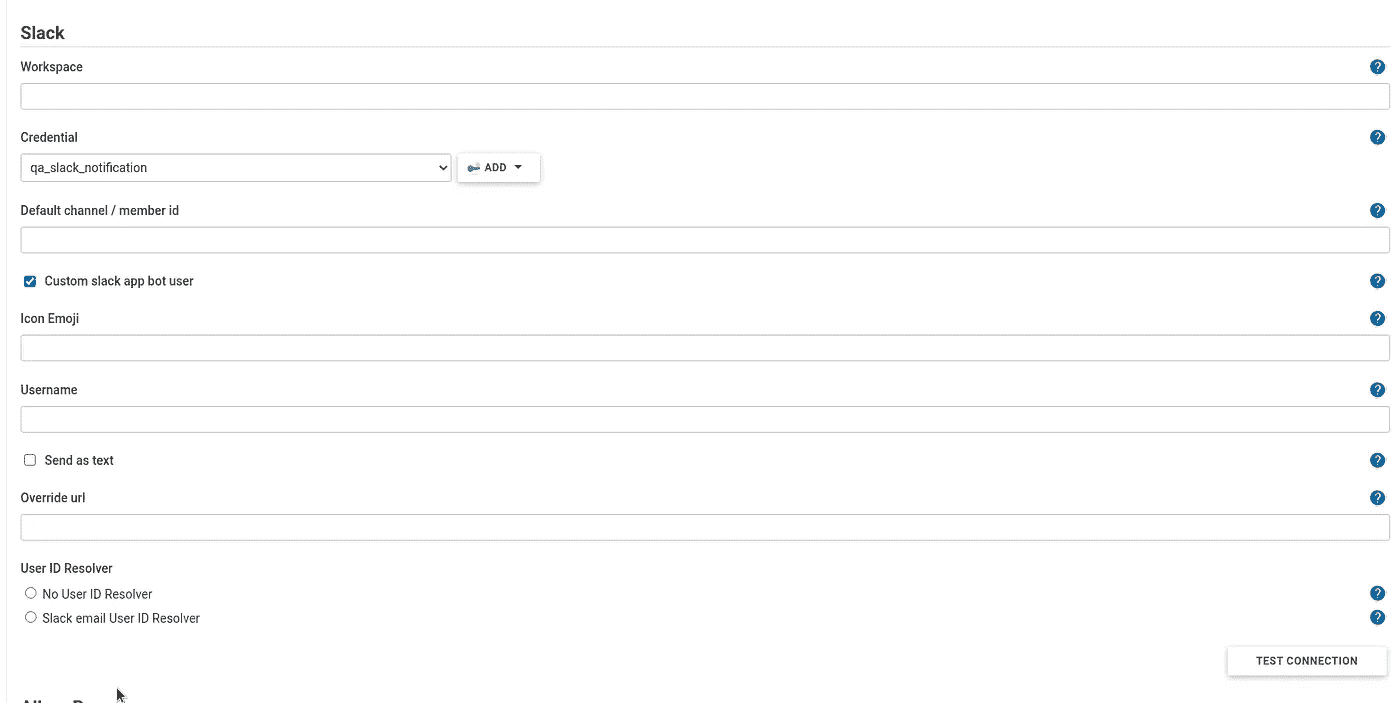 Slack
Workspace
?
Credential
?
qa_slack_notification
ADD
Default channel / member id
?
Custom slack app bot user
?
Icon Emoji
?
Username
?
Send as text
?
Override url
?
User ID Resolver
No User ID Resolver
?
Slack email User ID Resolver
?
TEST CONNECTION